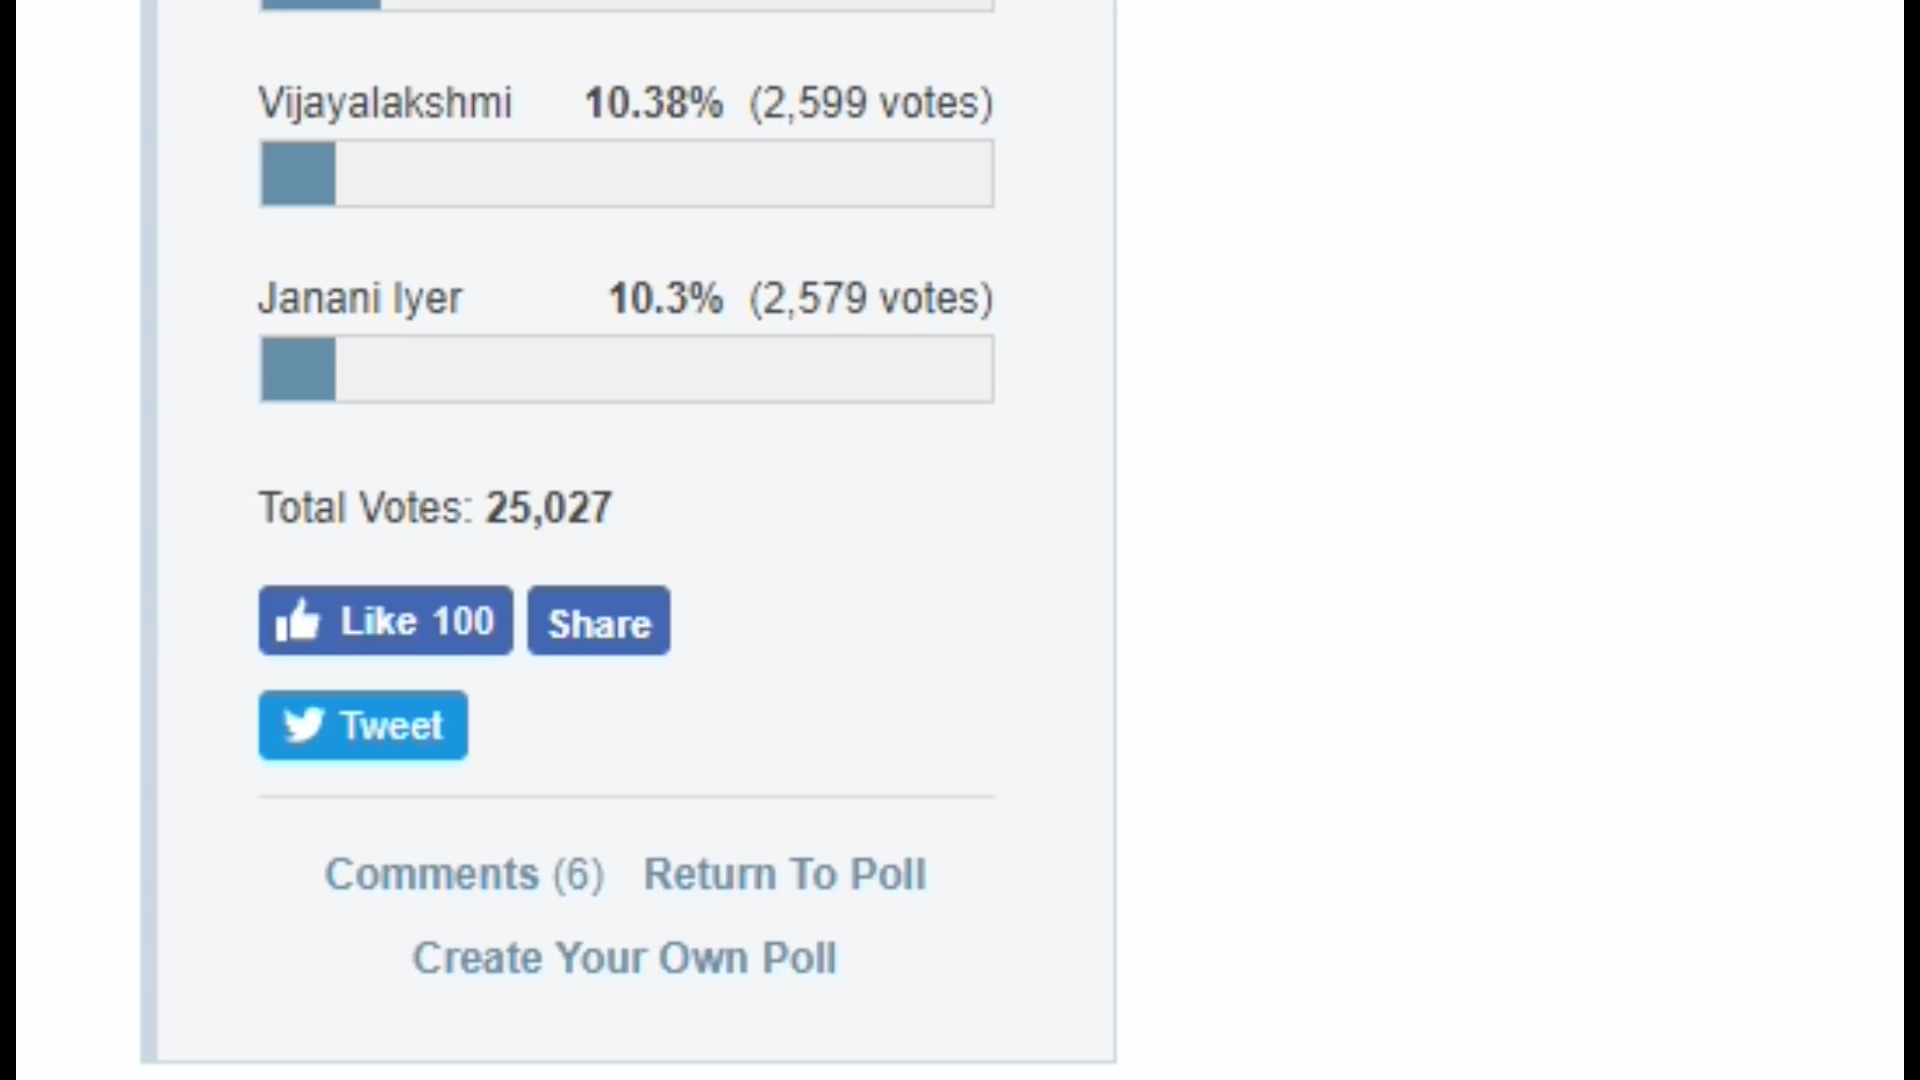 Vijayalakshmi 10.38% (2,599 votes)
Janani Iyer 10.3% (2,579 votes)
Total Votes: 25,027
Like 100 Share
Tweet
Comments (6) Return To Poll
Create Your Own Poll